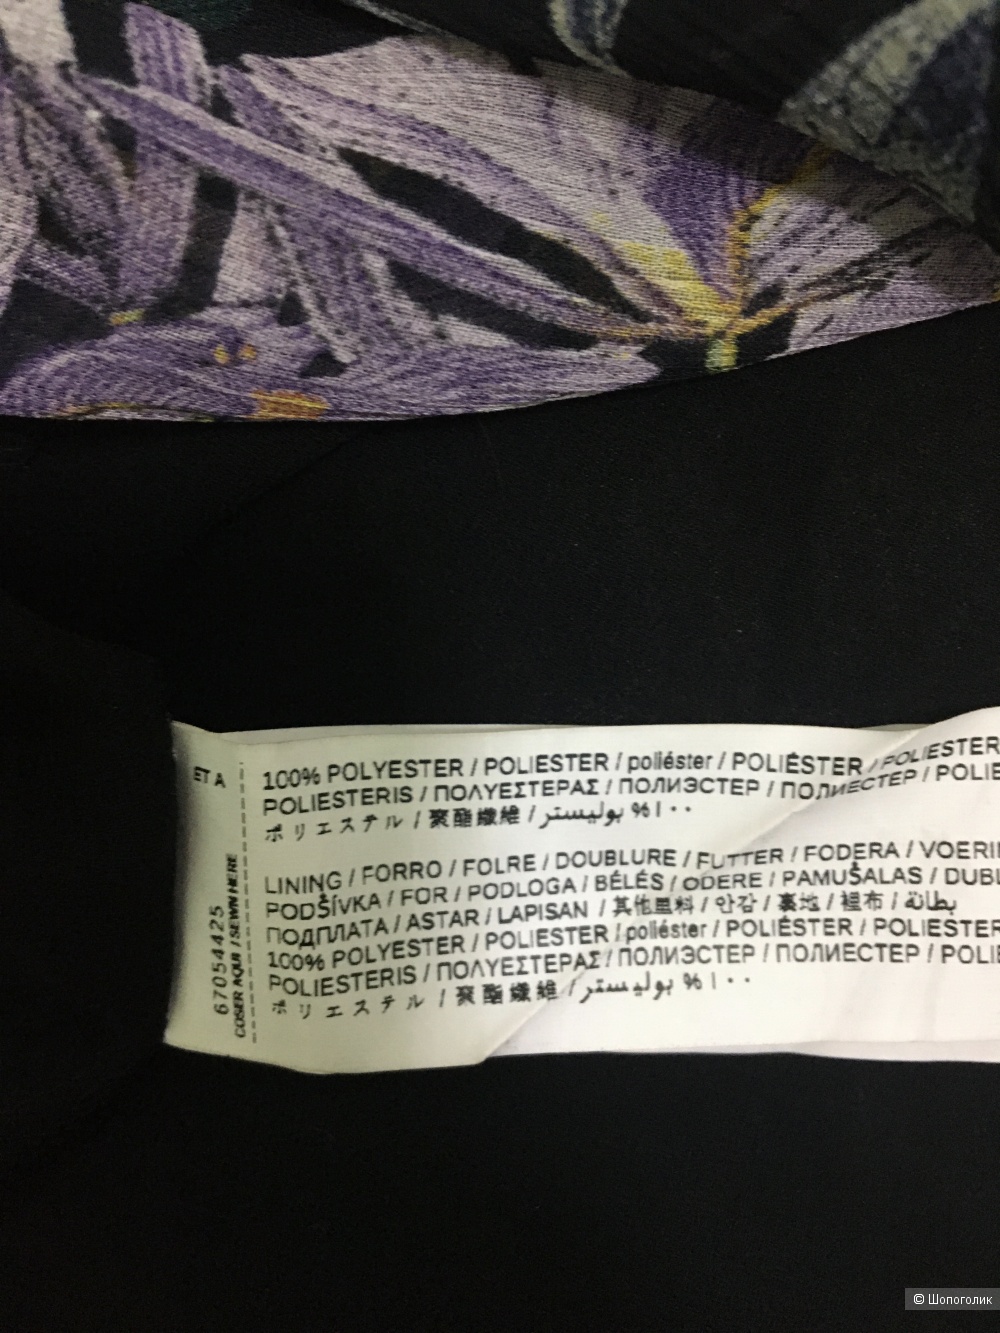 ET A
67054425
COSER AQUI / SEWN HERE
100% POLYESTER / POLIESTER / poliéster / POLIÉSTER / POLIESTER
POLIESTERIS / ΠΟΛΥΕΣΤΕΡΑΣ / ПОЛИЭСТЕР / ПОЛИЕСТЕР / POLIE
ポリエステル / 聚酯纖維 / بوليستر %١٠٠
LINING / FORRO / FOLRE / DOUBLURE / FUTTER / FODERA / VOERIN
PODŠÍVKA / FOR / PODLOGA / BÉLÉS / ODERE / PAMUŠALAS / DUBL
ПОДПЛАТА / ASTAR / LAPISAN / 其他里料 / 안감 / 裏地 / 裡布 / بطانة
100% POLYESTER / POLIESTER / poliéster / POLIÉSTER / POLIESTER
POLIESTERIS / ΠΟΛΥΕΣΤΕΡΑΣ / ПОЛИЭСТЕР / ПОЛИЕСТЕР / POLIE
ポリエステル / 聚酯纖維 / بوليستر %١٠٠
© Шопоголик